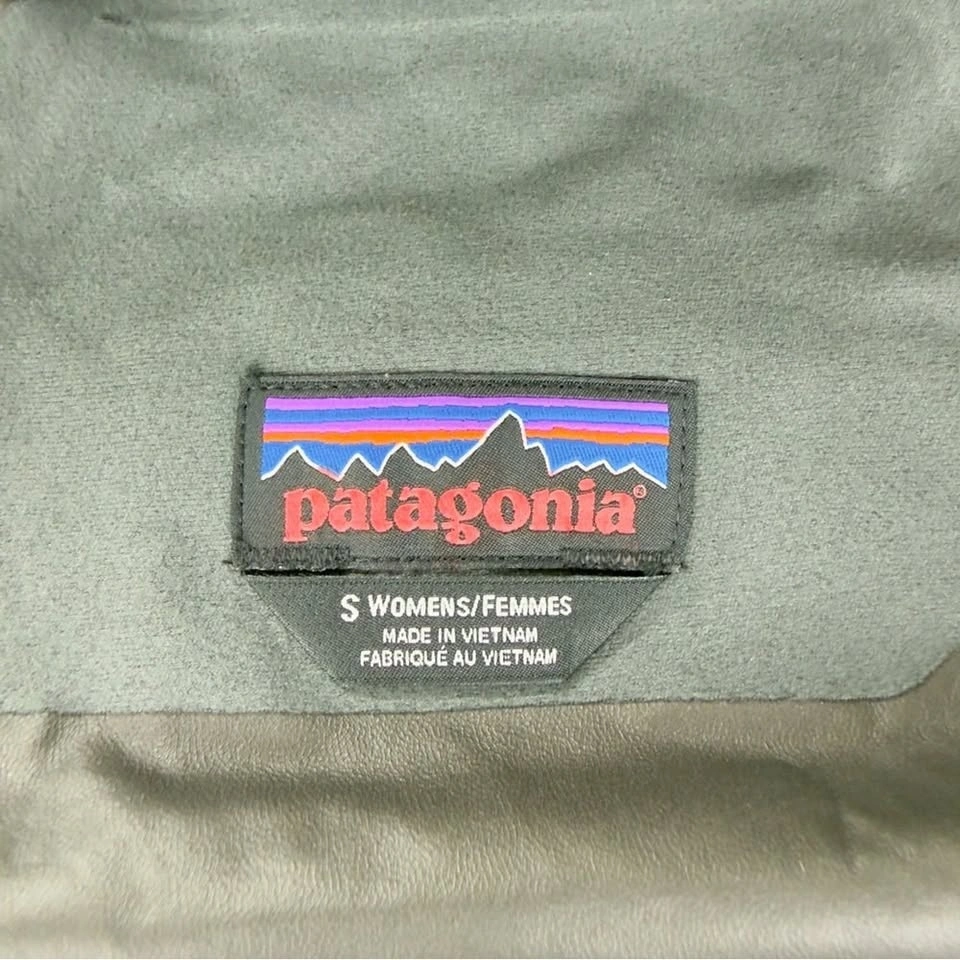 patagonia®
S WOMENS/FEMMES
MADE IN VIETNAM
FABRIQUÉ AU VIETNAM